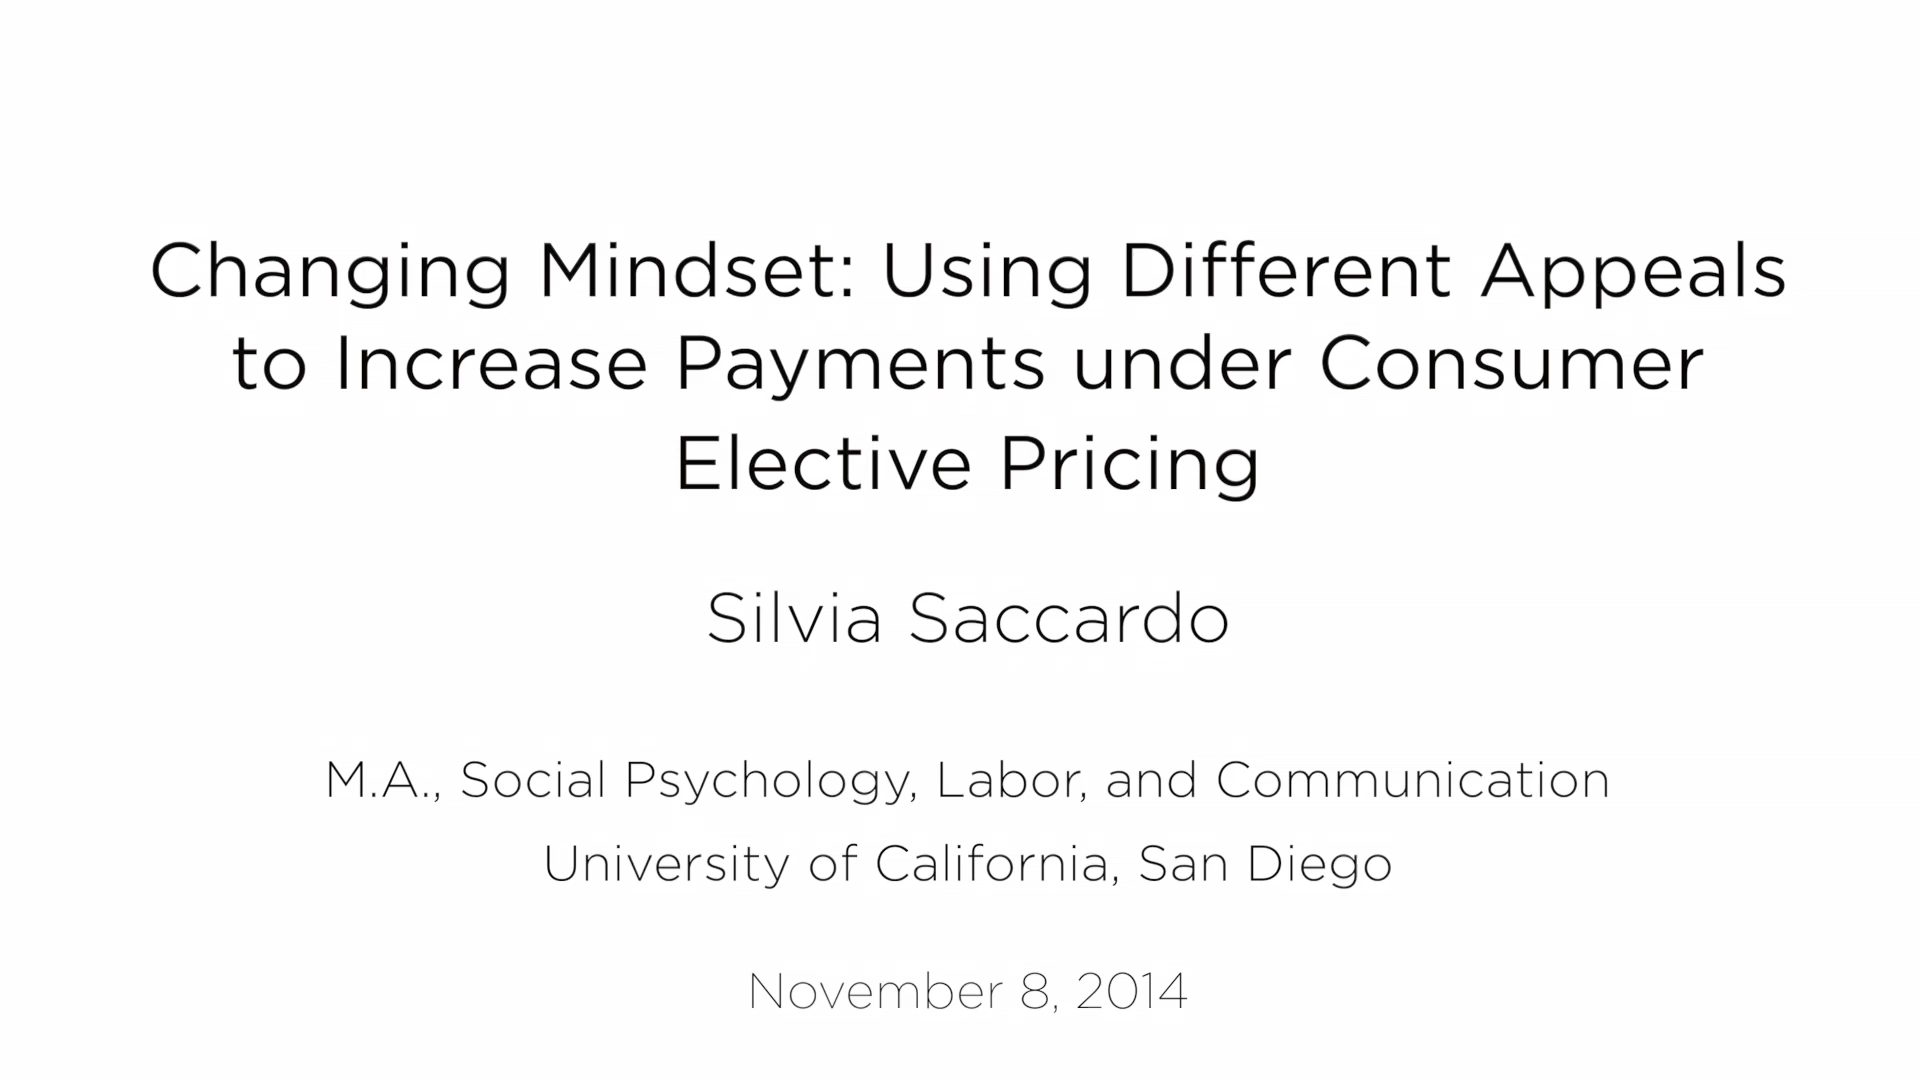 Changing Mindset: Using Different Appeals
to Increase Payments under Consumer
Elective Pricing
Silvia Saccardo
M.A., Social Psychology, Labor, and Communication
University of California, San Diego
November 8, 2014